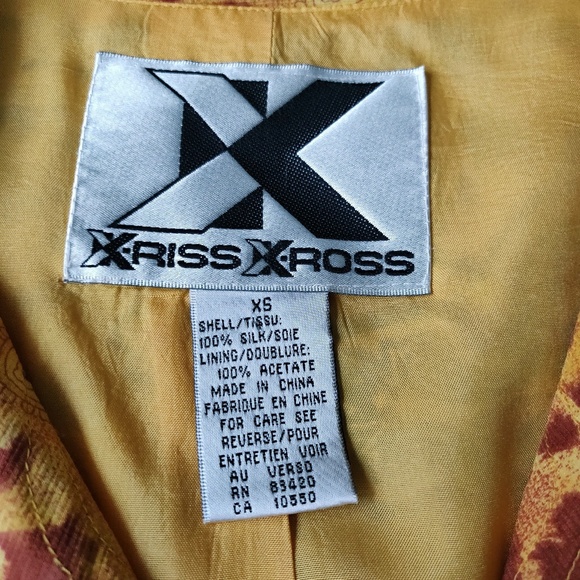 X
X-RISS X-ROSS
XS
SHELL/TISSU:
100% SILK/SOIE
LINING/DOUBLURE:
100% ACETATE
MADE IN CHINA
FABRIQUE EN CHINE
FOR CARE SEE
REVERSE/POUR
ENTRETIEN VOIR
AU VERSO
RN 83420
CA 10550